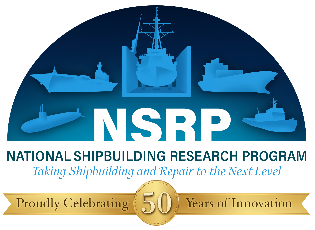 NSRP
NATIONAL SHIPBUILDING RESEARCH PROGRAM
Taking Shipbuilding and Repair to the Next Level
Proudly Celebrating 50 Years of Innovation